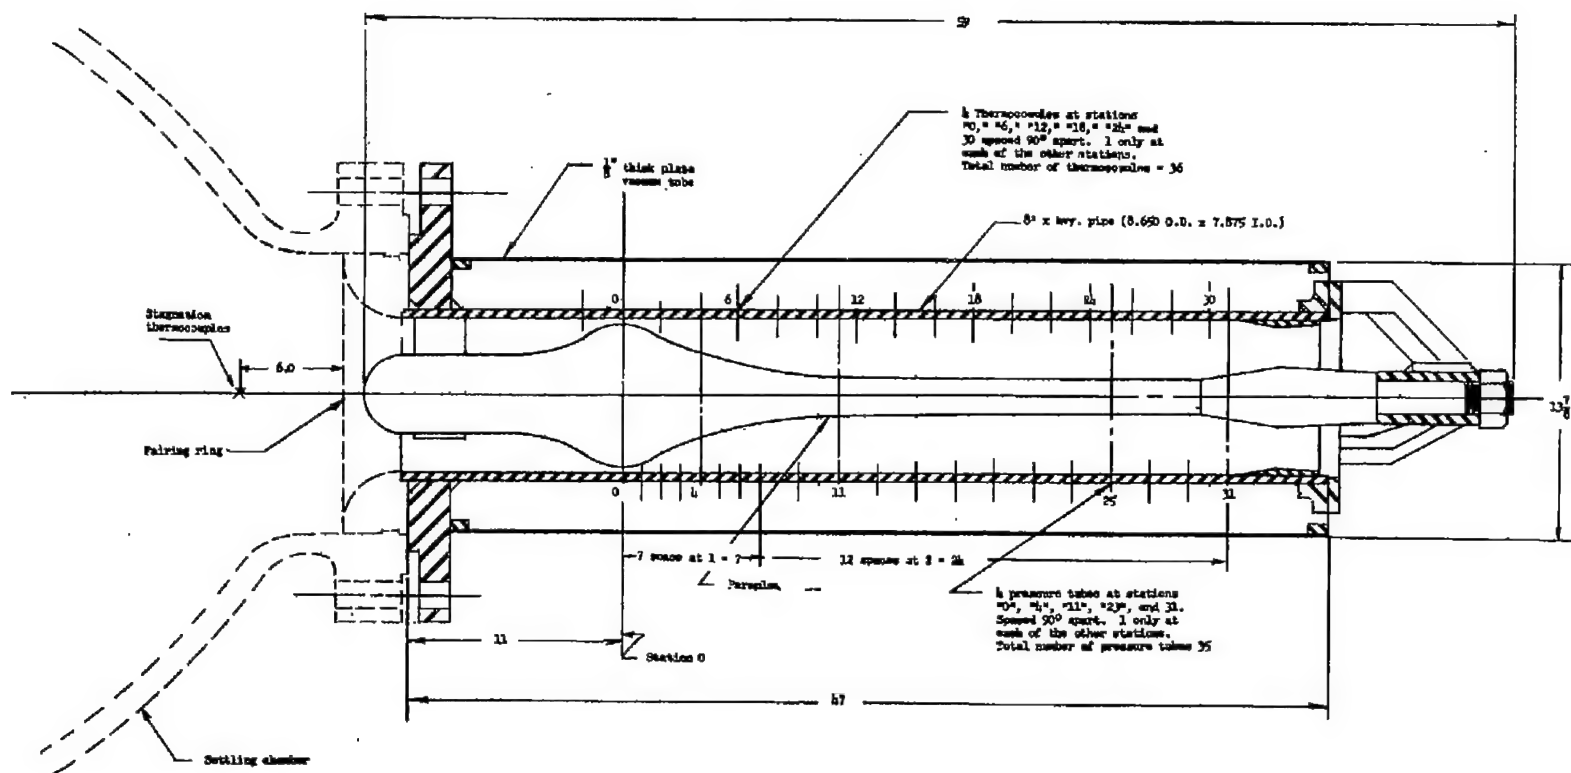 59
4 Thermocouples at stations
"0," "6," "12," "18," "24" and
30 spaced 90° apart. 1 only at
each of the other stations.
Total number of thermocouples = 36
1/8" thick plate
vacuum tube
8" x hvy. pipe (8.650 O.D. x 7.875 I.D.)
0 6 12 18 24 30
Stagnation
thermocouples
6.0
13 7/8
Fairing ring
0 4 11 25 31
7 space at 1 = 7
12 spaces at 2 = 24
4 pressure tubes at stations
"0", "4", "11", "23", and 31.
Spaced 90° apart. 1 only at
each of the other stations.
Total number of pressure tubes 35
11
Station 0
47
Settling chamber